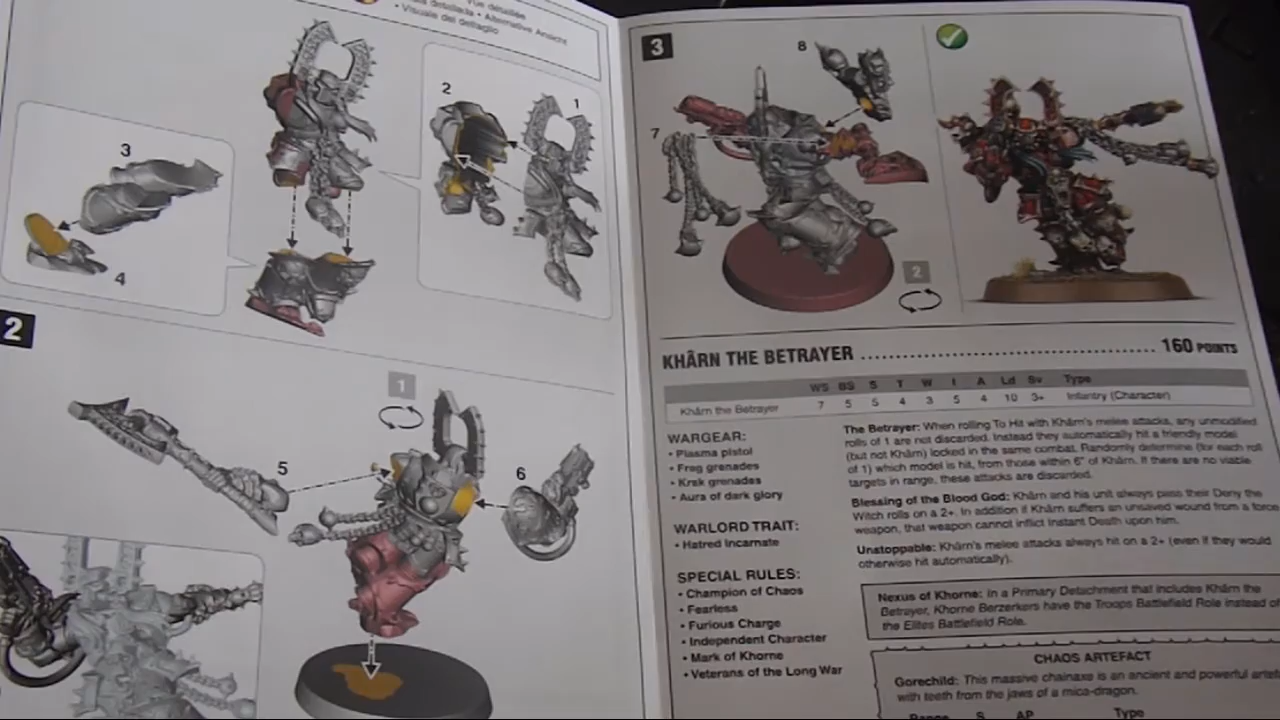 Vue détaillée
detallada • Alternative Ansicht
• Visuale del dettaglio
3
4
2
1
2
1
5
6
3
8
7
2
KHÂRN THE BETRAYER ........................................ 160 POINTS
WS BS S T W I A Ld Sv Type
Khârn the Betrayer 7 5 5 4 3 5 4 10 3+ Infantry (Character)
WARGEAR:
• Plasma pistol
• Frag grenades
• Krak grenades
• Aura of dark glory
WARLORD TRAIT:
• Hatred Incarnate
SPECIAL RULES:
• Champion of Chaos
• Fearless
• Furious Charge
• Independent Character
• Mark of Khorne
• Veterans of the Long War
The Betrayer: When rolling To Hit with Khârn's melee attacks, any unmodified
rolls of 1 are not discarded. Instead they automatically hit a friendly model
(but not Khârn) locked in the same combat. Randomly determine (for each roll
of 1) which model is hit, from those within 6" of Khârn. If there are no viable
targets in range, these attacks are discarded.
Blessing of the Blood God: Khârn and his unit always pass their Deny the
Witch rolls on a 2+. In addition if Khârn suffers an unsaved wound from a force
weapon, that weapon cannot inflict Instant Death upon him.
Unstoppable: Khârn's melee attacks always hit on a 2+ (even if they would
otherwise hit automatically).
Nexus of Khorne: In a Primary Detachment that includes Khârn the
Betrayer, Khorne Berzerkers have the Troops Battlefield Role instead of
the Elites Battlefield Role.
CHAOS ARTEFACT
Gorechild: This massive chainaxe is an ancient and powerful artef
with teeth from the jaws of a mica-dragon.
Range S AP Type